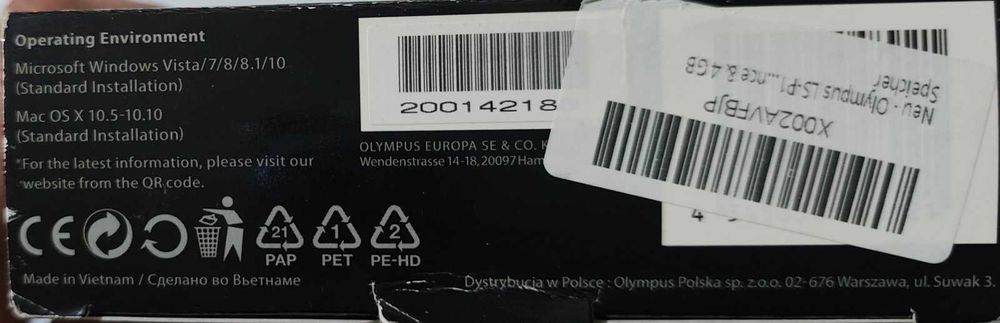 Operating Environment
Microsoft Windows Vista/7/8/8.1/10
(Standard Installation)
Mac OS X 10.5-10.10
(Standard Installation)
*For the latest information, please visit our
website from the QR code.
CE
21
PAP
1
PET
2
PE-HD
Made in Vietnam / Сделано во Вьетнаме
20014218
OLYMPUS EUROPA SE & CO. K
Wendenstrasse 14-18, 20097 Ham
X002AVFBJP
Neu - Olympus LS-P1...nce & 4 GB
Speicher
4
Dystrybucja w Polsce : Olympus Polska sp. z.o.o. 02-676 Warszawa, ul. Suwak 3.